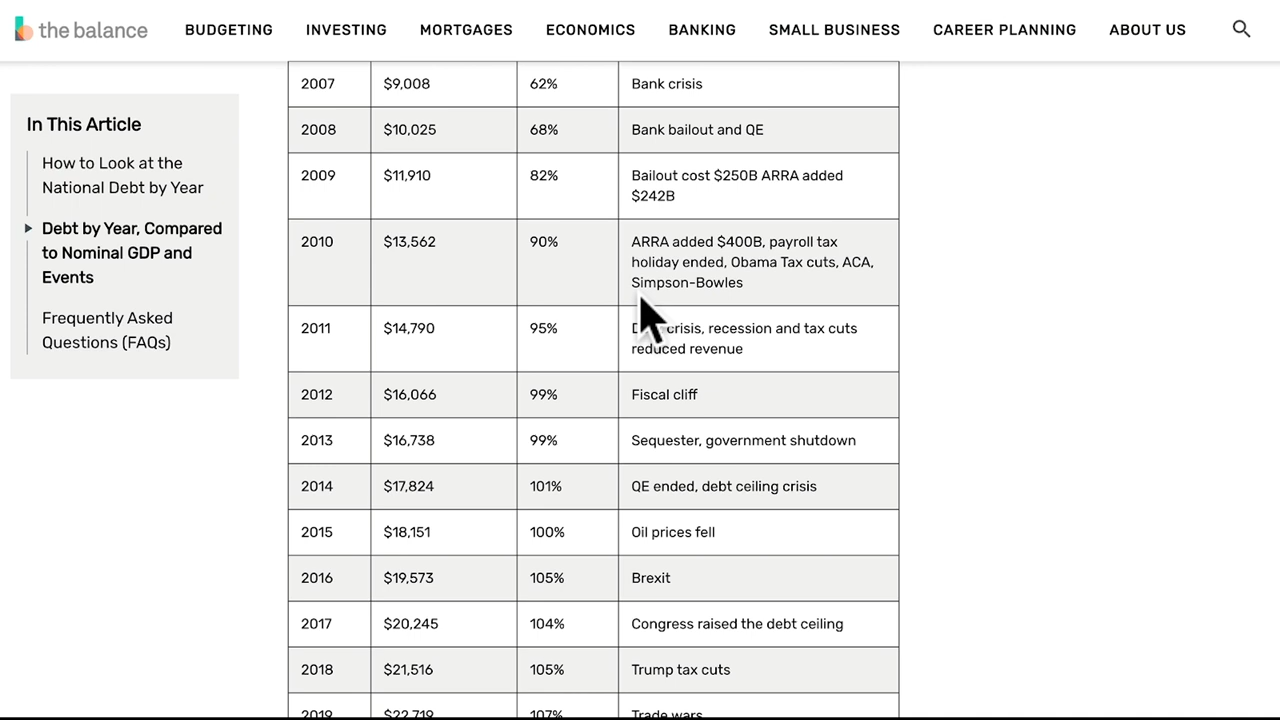 the balance BUDGETING INVESTING MORTGAGES ECONOMICS BANKING SMALL BUSINESS CAREER PLANNING ABOUT US
In This Article
How to Look at the
National Debt by Year
Debt by Year, Compared
to Nominal GDP and
Events
Frequently Asked
Questions (FAQs)
2007 $9,008 62% Bank crisis
2008 $10,025 68% Bank bailout and QE
2009 $11,910 82% Bailout cost $250B ARRA added
$242B
2010 $13,562 90% ARRA added $400B, payroll tax
holiday ended, Obama Tax cuts, ACA,
Simpson-Bowles
2011 $14,790 95% crisis, recession and tax cuts
reduced revenue
2012 $16,066 99% Fiscal cliff
2013 $16,738 99% Sequester, government shutdown
2014 $17,824 101% QE ended, debt ceiling crisis
2015 $18,151 100% Oil prices fell
2016 $19,573 105% Brexit
2017 $20,245 104% Congress raised the debt ceiling
2018 $21,516 105% Trump tax cuts
2019 $22,719 107% Trade wars